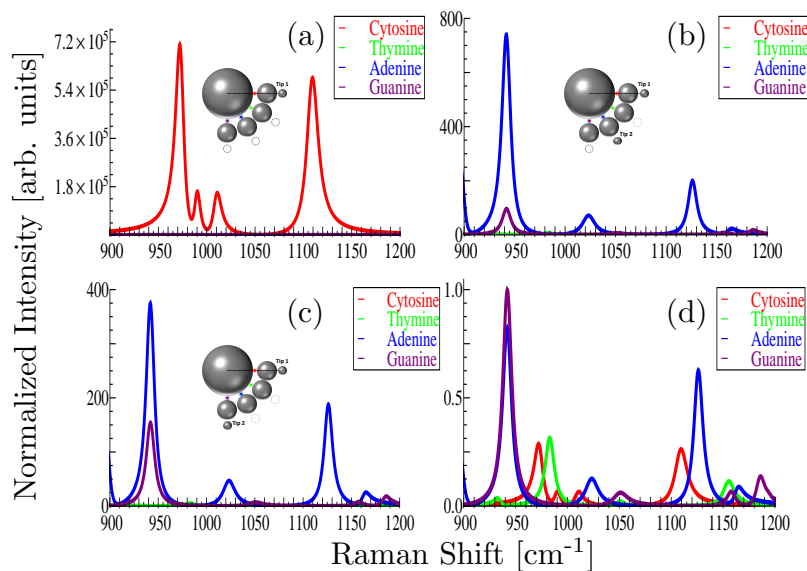 Normalized Intensity [arb. units]
(a)
Cytosine
Thymine
Adenine
Guanine
7.2 × 10⁵
5.4 × 10⁵
3.6 × 10⁵
1.8 × 10⁵
Tip 1
900 950 1000 1050 1100 1150 1200
(b)
Cytosine
Thymine
Adenine
Guanine
800
400
0
Tip 1
Tip 2
900 950 1000 1050 1100 1150 1200
(c)
Cytosine
Thymine
Adenine
Guanine
400
200
0
Tip 1
Tip 2
900 950 1000 1050 1100 1150 1200
(d)
Cytosine
Thymine
Adenine
Guanine
1.0
0.5
0.0
900 950 1000 1050 1100 1150 1200
Raman Shift [cm⁻¹]